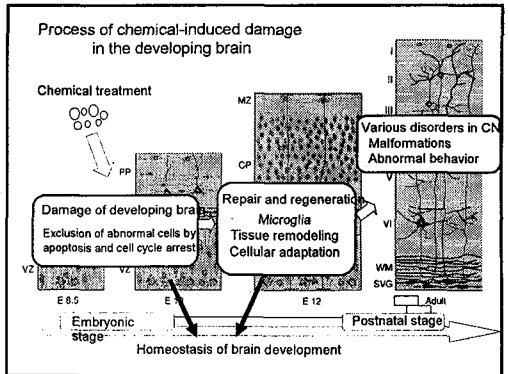 Process of chemical-induced damage
in the developing brain
Chemical treatment
I
II
III
MZ
Various disorders in CN
Malformations
Abnormal behavior
PP
CP
V
Damage of developing brain
Exclusion of abnormal cells by
apoptosis and cell cycle arrest
Repair and regeneration
Microglia
Tissue remodeling
Cellular adaptation
VI
VZ
VZ
WM
SVG
E 8.5
E 10
E 12
Adult
Embryonic
stage
Postnatal stage
Homeostasis of brain development